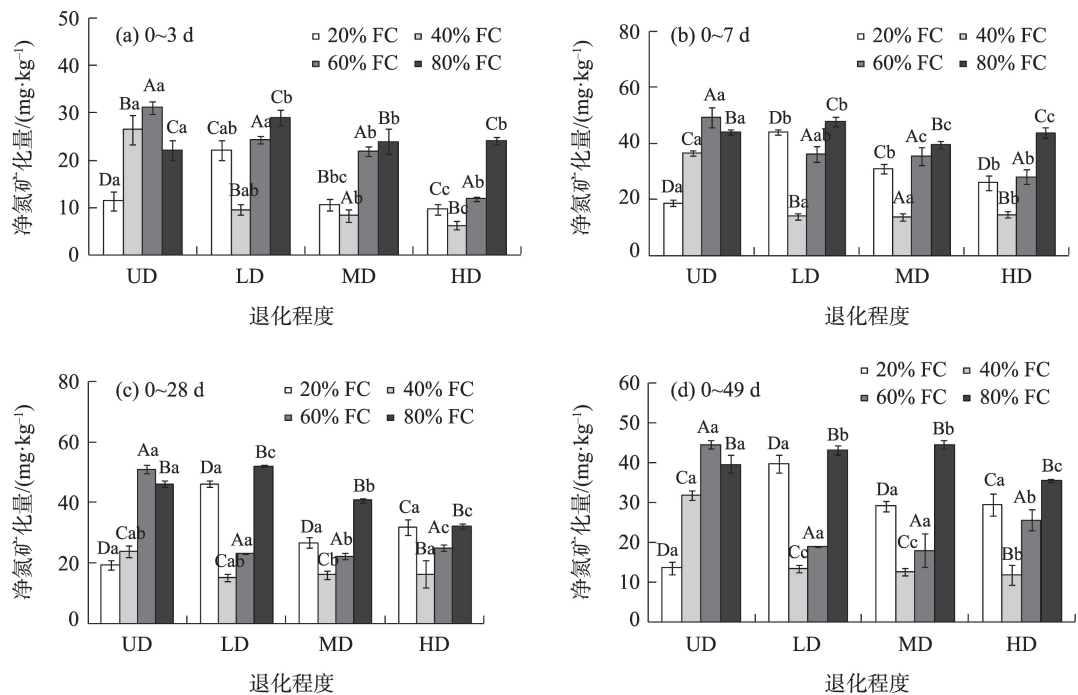 净氮矿化量/(mg·kg⁻¹)
(a) 0~3 d
20% FC 40% FC
60% FC 80% FC
50
40
30
20
10
0
Da Ba Aa Ca
Cab Bab Aa Cb
Bbc Ab Ab Bb
Cc Bc Ab Cb
UD LD MD HD
退化程度
净氮矿化量/(mg·kg⁻¹)
(b) 0~7 d
20% FC 40% FC
60% FC 80% FC
80
60
40
20
0
Da Ca Aa Ba
Db Ba Aab Cb
Cb Aa Ac Bc
Db Bb Ab Cc
UD LD MD HD
退化程度
净氮矿化量/(mg·kg⁻¹)
(c) 0~28 d
20% FC 40% FC
60% FC 80% FC
80
60
40
20
0
Da Cab Aa Ba
Da Cab Aa Bc
Da Cb Ab Bb
Ca Ba Ac Bc
UD LD MD HD
退化程度
净氮矿化量/(mg·kg⁻¹)
(d) 0~49 d
20% FC 40% FC
60% FC 80% FC
60
50
40
30
20
10
0
Da Ca Aa Ba
Da Cc Aa Bb
Da Cc Aa Bb
Ca Bb Ab Bc
UD LD MD HD
退化程度